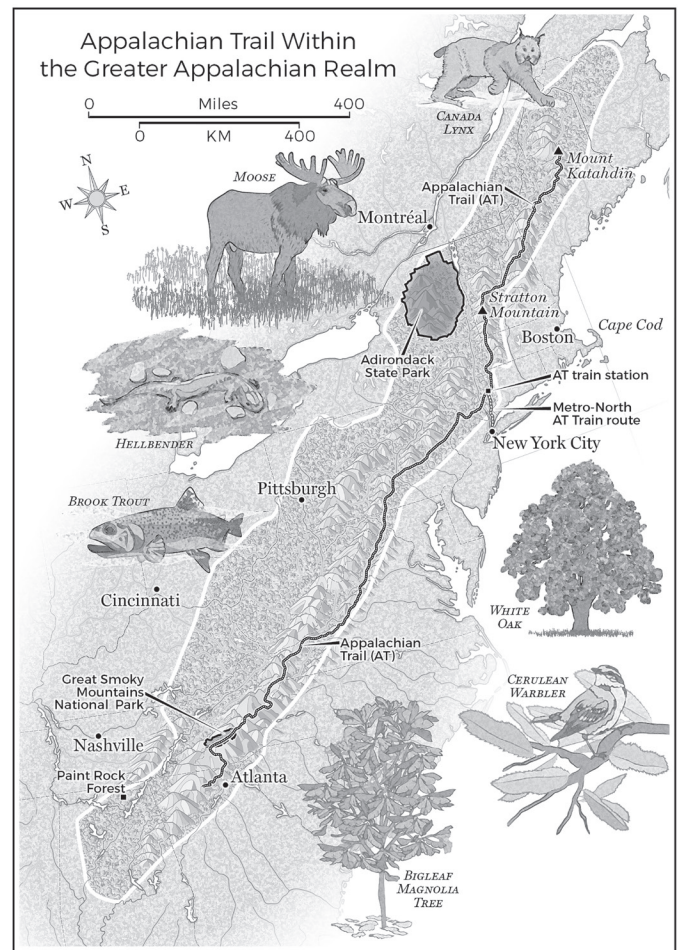 Appalachian Trail Within
the Greater Appalachian Realm
0 Miles 400
0 KM 400
N
W E
S
CANADA
LYNX
MOOSE
Mount
Katahdin
Appalachian
Trail (AT)
Montréal
Stratton
Mountain
Cape Cod
Boston
Adirondack
State Park
AT train station
Metro-North
AT Train route
HELLBENDER
New York City
Pittsburgh
BROOK TROUT
Cincinnati
WHITE
OAK
Appalachian
Trail (AT)
Great Smoky
Mountains
National Park
CERULEAN
WARBLER
Nashville
Paint Rock
Forest
Atlanta
BIGLEAF
MAGNOLIA
TREE